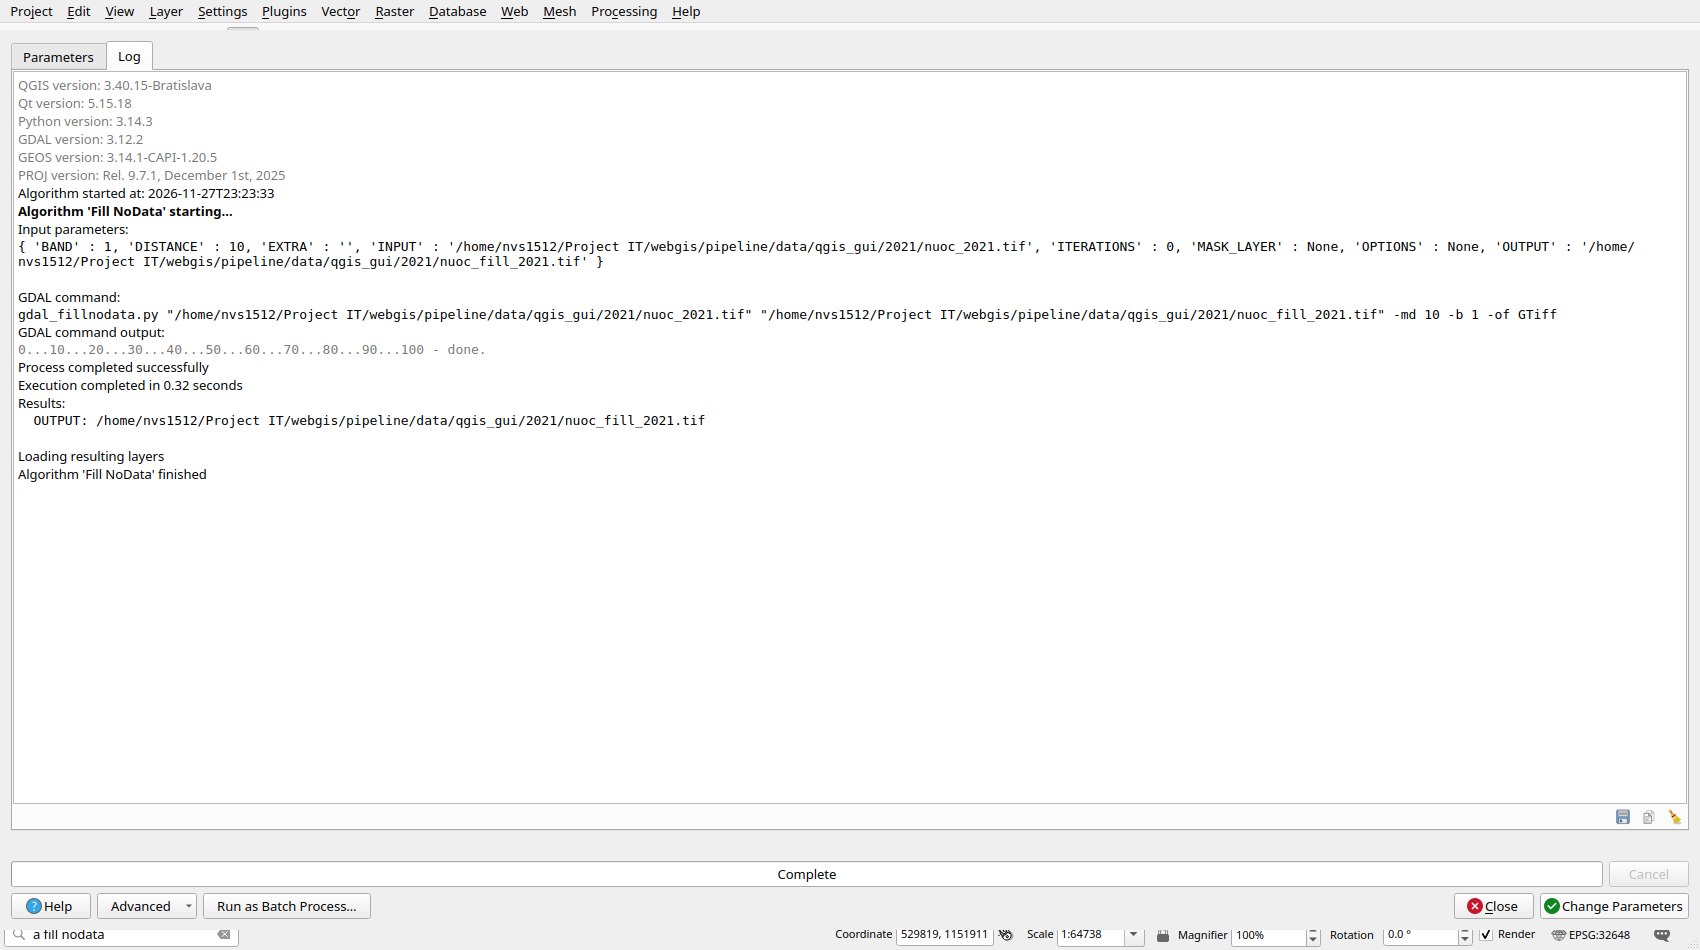 Project Edit View Layer Settings Plugins Vector Raster Database Web Mesh Processing Help
Parameters Log
QGIS version: 3.40.15-Bratislava
Qt version: 5.15.18
Python version: 3.14.3
GDAL version: 3.12.2
GEOS version: 3.14.1-CAPI-1.20.5
PROJ version: Rel. 9.7.1, December 1st, 2025
Algorithm started at: 2026-11-27T23:23:33
Algorithm 'Fill NoData' starting…
Input parameters:
{ 'BAND' : 1, 'DISTANCE' : 10, 'EXTRA' : '', 'INPUT' : '/home/nvs1512/Project IT/webgis/pipeline/data/qgis_gui/2021/nuoc_2021.tif', 'ITERATIONS' : 0, 'MASK_LAYER' : None, 'OPTIONS' : None, 'OUTPUT' : '/home/
nvs1512/Project IT/webgis/pipeline/data/qgis_gui/2021/nuoc_fill_2021.tif' }
GDAL command:
gdal_fillnodata.py "/home/nvs1512/Project IT/webgis/pipeline/data/qgis_gui/2021/nuoc_2021.tif" "/home/nvs1512/Project IT/webgis/pipeline/data/qgis_gui/2021/nuoc_fill_2021.tif" -md 10 -b 1 -of GTiff
GDAL command output:
0...10...20...30...40...50...60...70...80...90...100 - done.
Process completed successfully
Execution completed in 0.32 seconds
Results:
OUTPUT: /home/nvs1512/Project IT/webgis/pipeline/data/qgis_gui/2021/nuoc_fill_2021.tif
Loading resulting layers
Algorithm 'Fill NoData' finished
Complete Cancel
Help Advanced Run as Batch Process… Close Change Parameters
a fill nodata Coordinate 529819, 1151911 Scale 1:64738 Magnifier 100% Rotation 0.0 ° Render EPSG:32648